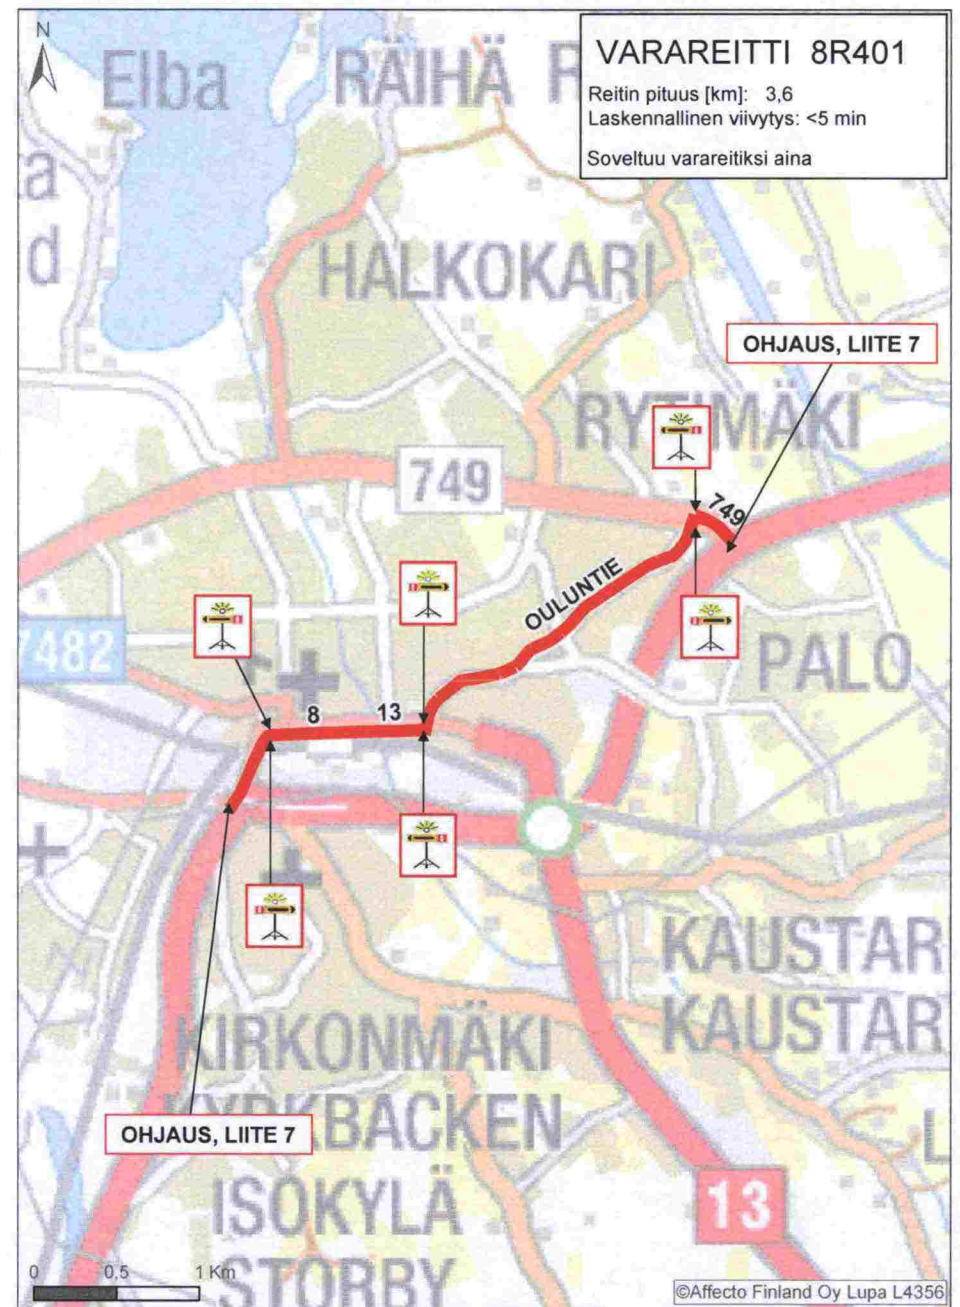 N
VARAREITTI 8R401
Reitin pituus [km]: 3,6
Laskennallinen viivytys: <5 min
Soveltuu varareitiksi aina
Elba
RÄIHÄ
HALKOKARI
OHJAUS, LIITE 7
749
749
OULUNTIE
7482
PALO
8 13
KAUSTAR
KAUSTAR
KIRKONMÄKI
OHJAUS, LIITE 7
ISOKYLÄ
STORBY
13
0 0,5 1 Km
©Affecto Finland Oy Lupa L4356